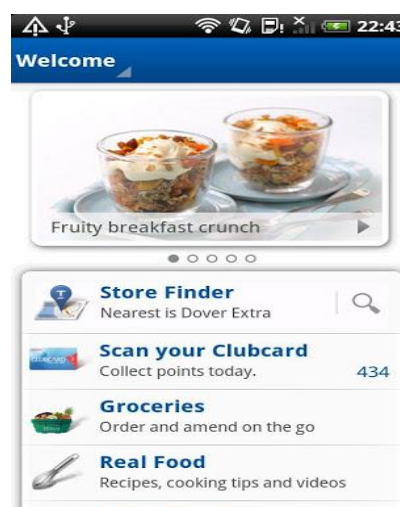 22:43
Welcome
Fruity breakfast crunch
T
Store Finder
Nearest is Dover Extra
CLUBCARD
Scan your Clubcard
Collect points today.
434
Groceries
Order and amend on the go
Real Food
Recipes, cooking tips and videos